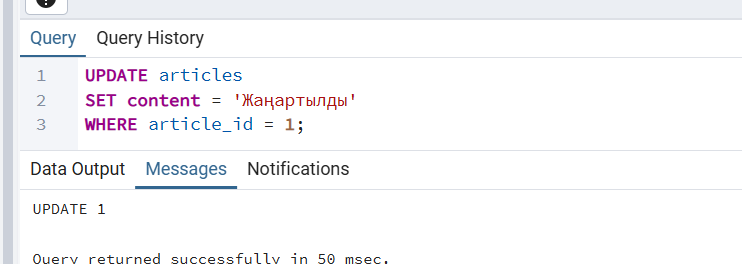 Query Query History
1 UPDATE articles
2 SET content = 'Жаңартылды'
3 WHERE article_id = 1;
Data Output Messages Notifications
UPDATE 1
Query returned successfully in 50 msec.